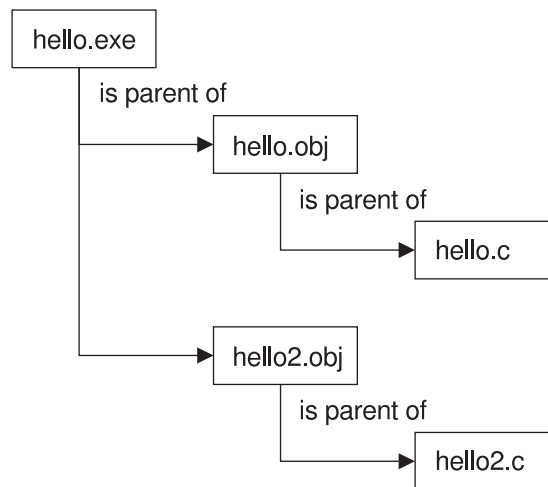 hello.exe
is parent of
hello.obj
is parent of
hello.c
hello2.obj
is parent of
hello2.c